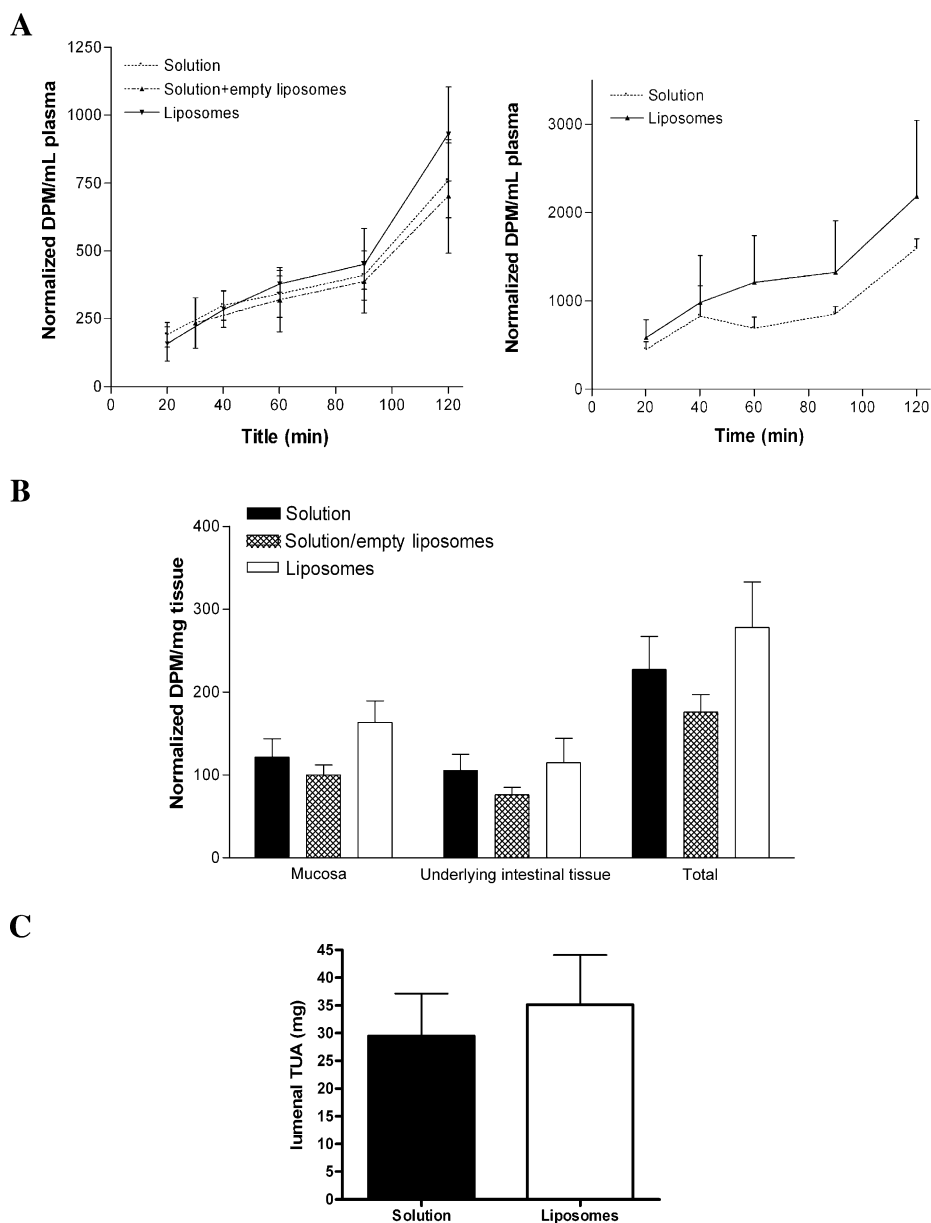 A
Normalized DPM/mL plasma
1250
1000
750
500
250
0
Solution
Solution+empty liposomes
Liposomes
0 20 40 60 80 100 120
Title (min)
Normalized DPM/mL plasma
3000
2000
1000
0
Solution
Liposomes
0 20 40 60 80 100 120
Time (min)
B
Normalized DPM/mg tissue
400
300
200
100
0
Solution
Solution/empty liposomes
Liposomes
Mucosa Underlying intestinal tissue Total
C
lumenal TUA (mg)
45
40
35
30
25
20
15
10
5
0
Solution Liposomes